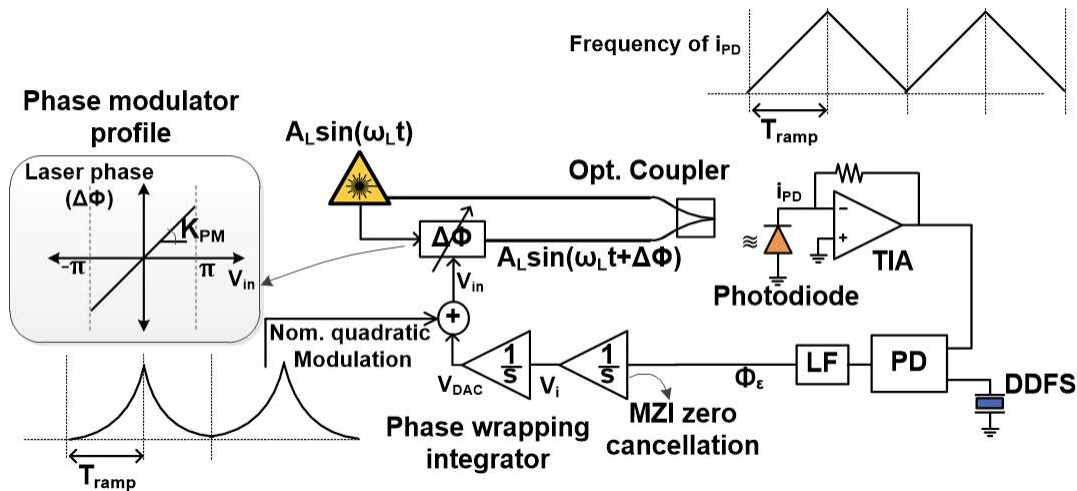 Frequency of iPD
Tramp
Phase modulator
profile
Laser phase
(ΔΦ)
KPM
-π
π
Vin
ALsin(ωLt)
Opt. Coupler
ΔΦ
ALsin(ωLt+ΔΦ)
Vin
iPD
-
+
TIA
Photodiode
+
Nom. quadratic
Modulation
1
s
1
s
VDAC
Vi
Φε
LF
PD
DDFS
MZI zero
cancellation
Phase wrapping
integrator
Tramp